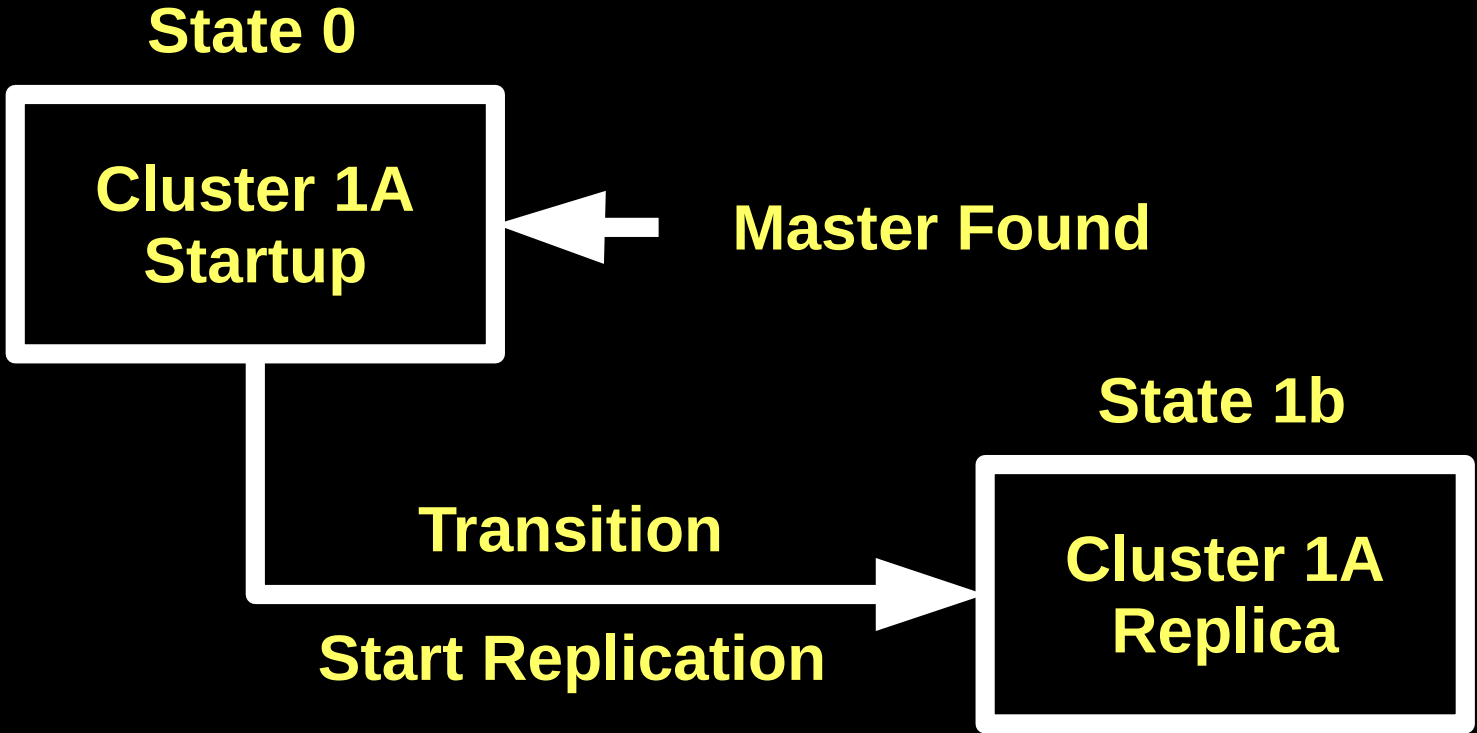 State 0
Cluster 1A
Startup
Master Found
State 1b
Transition
Cluster 1A
Replica
Start Replication